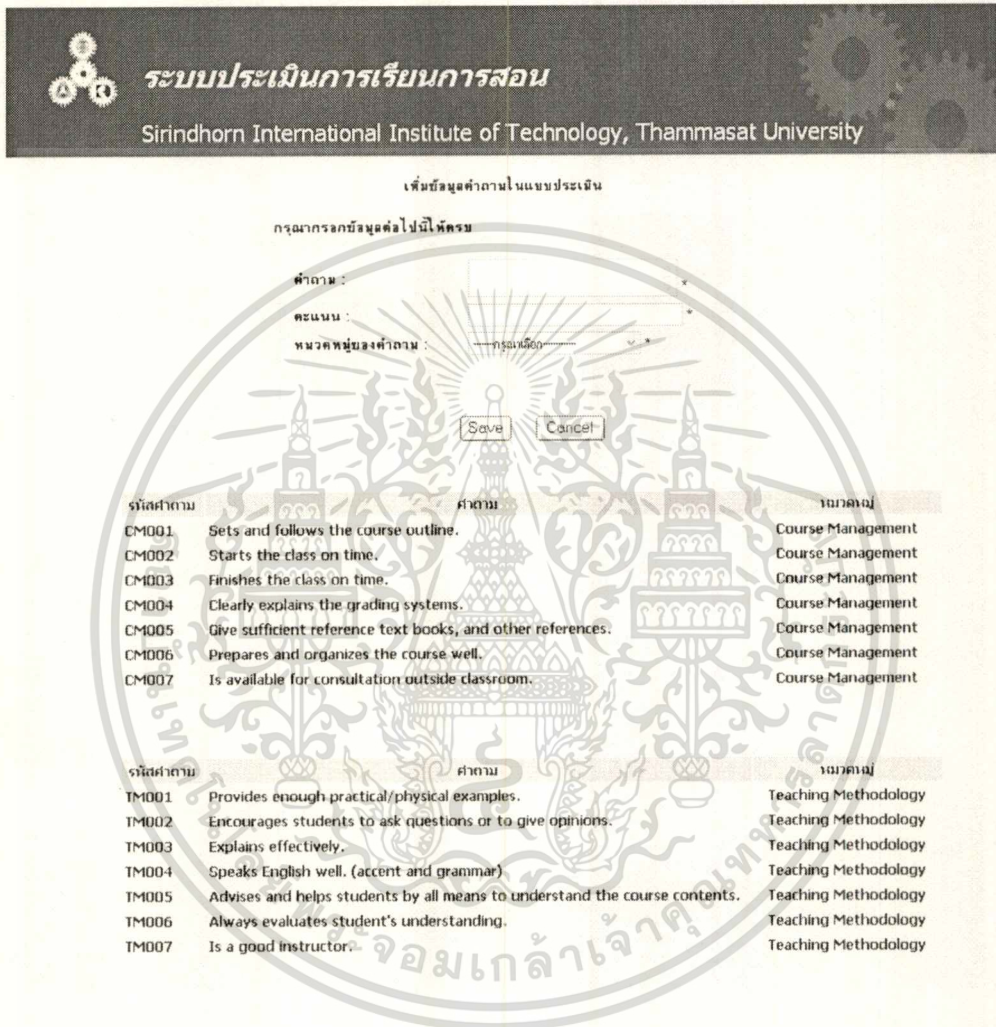 ระบบประเมินการเรียนการสอน
Sirindhorn International Institute of Technology, Thammasat University
เพิ่มข้อมูลคำถามในแบบประเมิน
กรุณากรอกข้อมูลต่อไปนี้ให้ครบ
คำถาม : *
คะแนน : *
หมวดหมู่ของคำถาม : -----กรุณาเลือก--------- *
Save Cancel
รหัสคำถาม คำถาม หมวดหมู่
CM001 Sets and follows the course outline. Course Management
CM002 Starts the class on time. Course Management
CM003 Finishes the class on time. Course Management
CM004 Clearly explains the grading systems. Course Management
CM005 Give sufficient reference text books, and other references. Course Management
CM006 Prepares and organizes the course well. Course Management
CM007 Is available for consultation outside classroom. Course Management
รหัสคำถาม คำถาม หมวดหมู่
TM001 Provides enough practical/physical examples. Teaching Methodology
TM002 Encourages students to ask questions or to give opinions. Teaching Methodology
TM003 Explains effectively. Teaching Methodology
TM004 Speaks English well. (accent and grammar) Teaching Methodology
TM005 Advises and helps students by all means to understand the course contents. Teaching Methodology
TM006 Always evaluates student's understanding. Teaching Methodology
TM007 Is a good instructor. Teaching Methodology